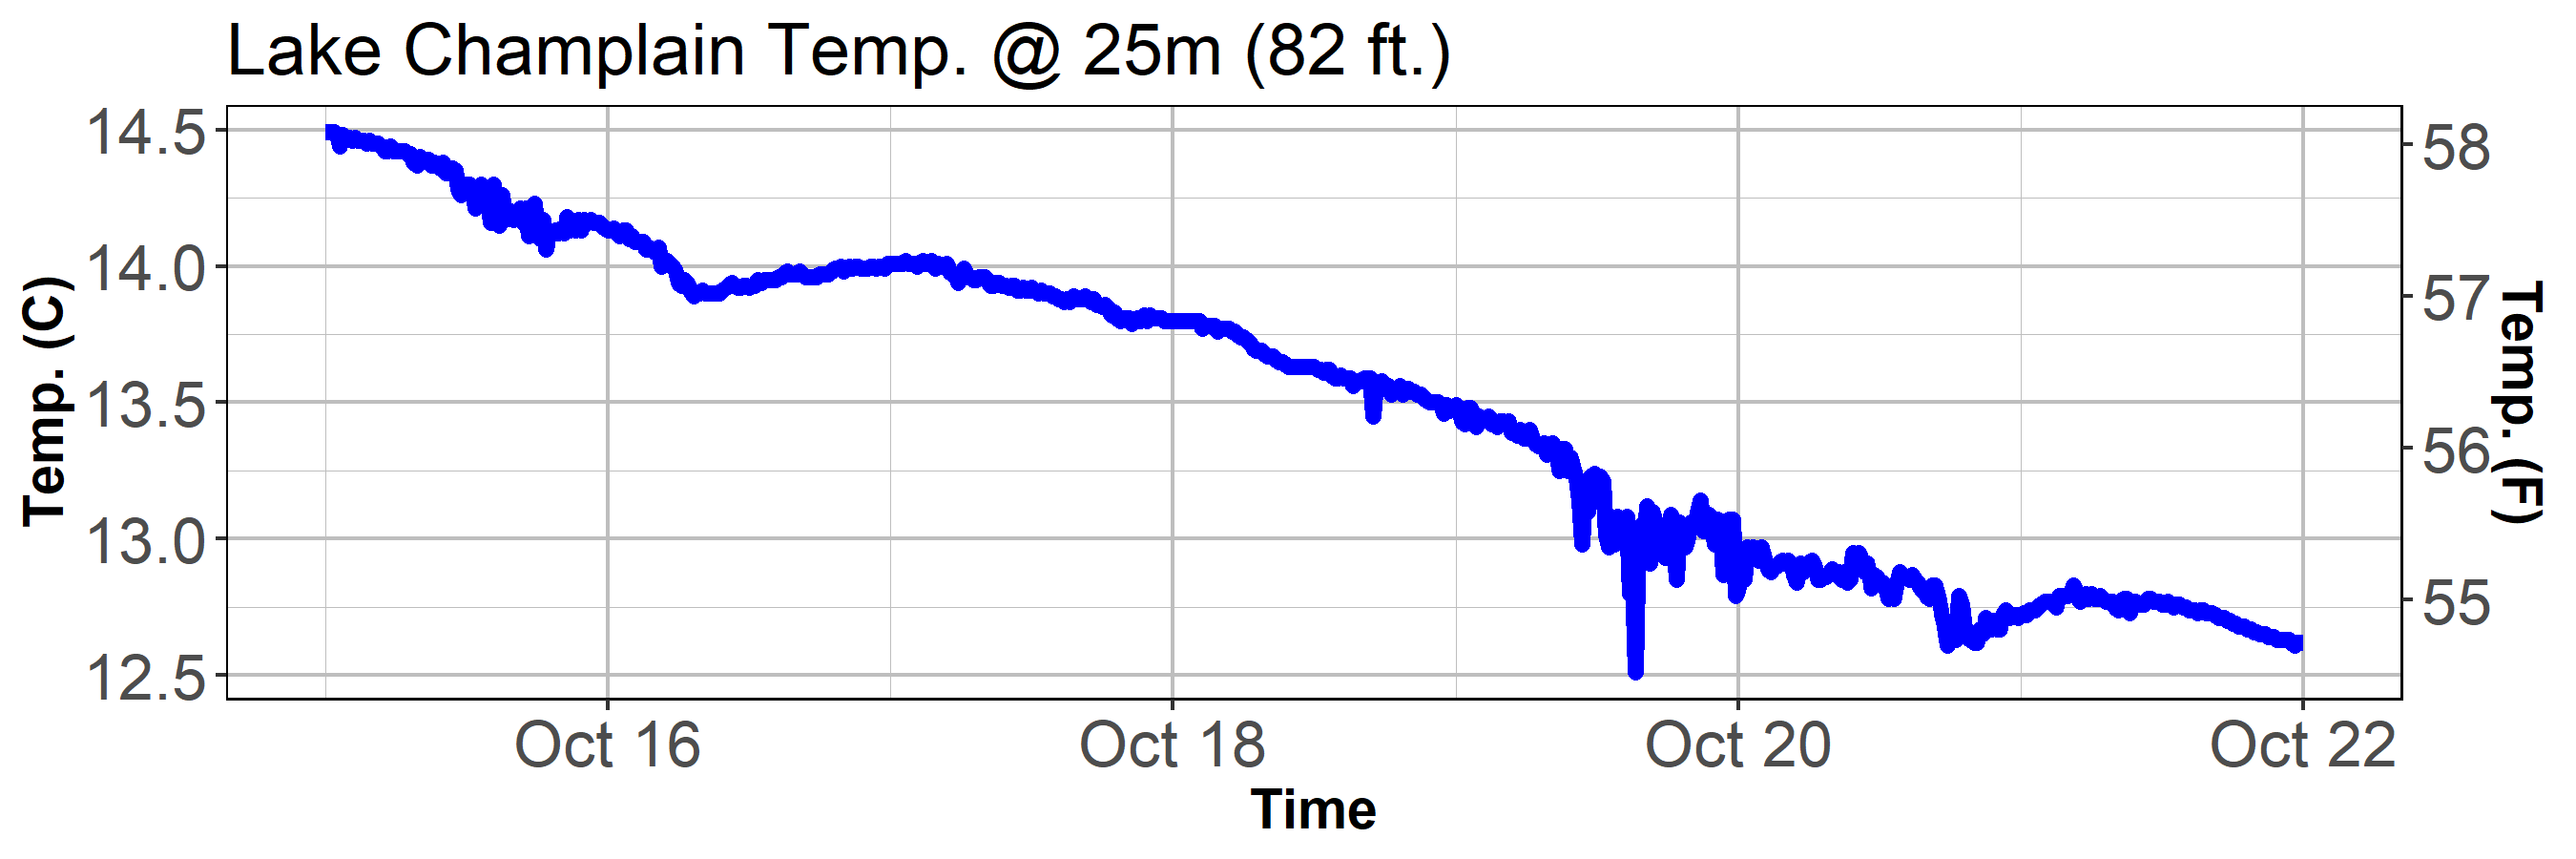 Lake Champlain Temp. @ 25m (82 ft.)
Temp. (C)
14.5
14.0
13.5
13.0
12.5
58
57
56
55
Temp. (F)
Oct 16
Oct 18
Oct 20
Oct 22
Time